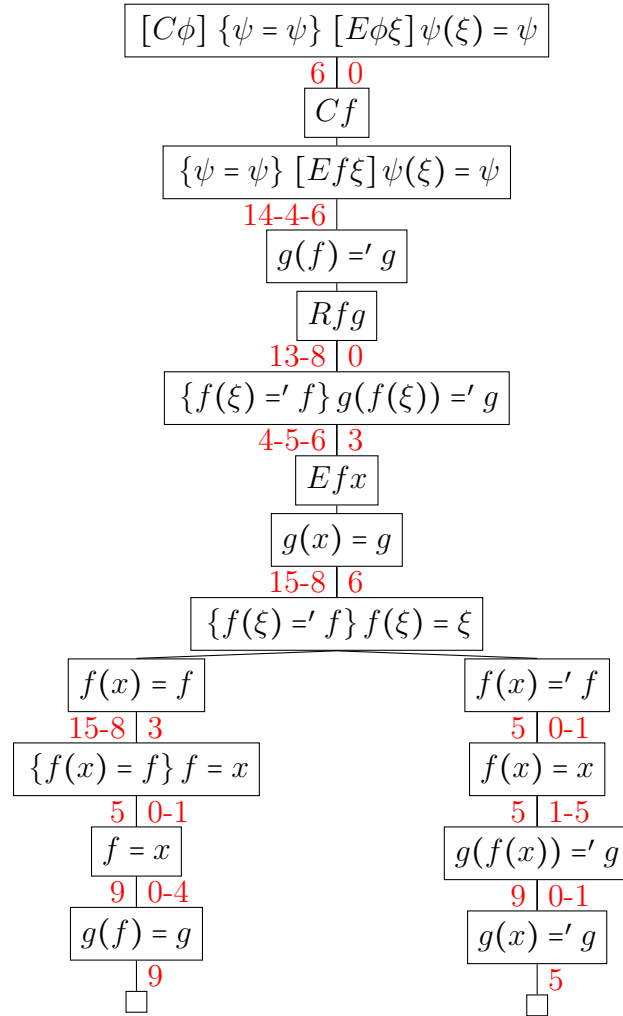 [Cϕ] {ψ = ψ} [Eϕξ] ψ(ξ) = ψ
6 0
Cf
{ψ = ψ} [Efξ] ψ(ξ) = ψ
14-4-6
g(f) =′ g
Rfg
13-8 0
{f(ξ) =′ f} g(f(ξ)) =′ g
4-5-6 3
Efx
g(x) = g
15-8 6
{f(ξ) =′ f} f(ξ) = ξ
f(x) = f
15-8 3
{f(x) = f} f = x
5 0-1
f = x
9 0-4
g(f) = g
9
f(x) =′ f
5 0-1
f(x) = x
5 1-5
g(f(x)) =′ g
9 0-1
g(x) =′ g
5